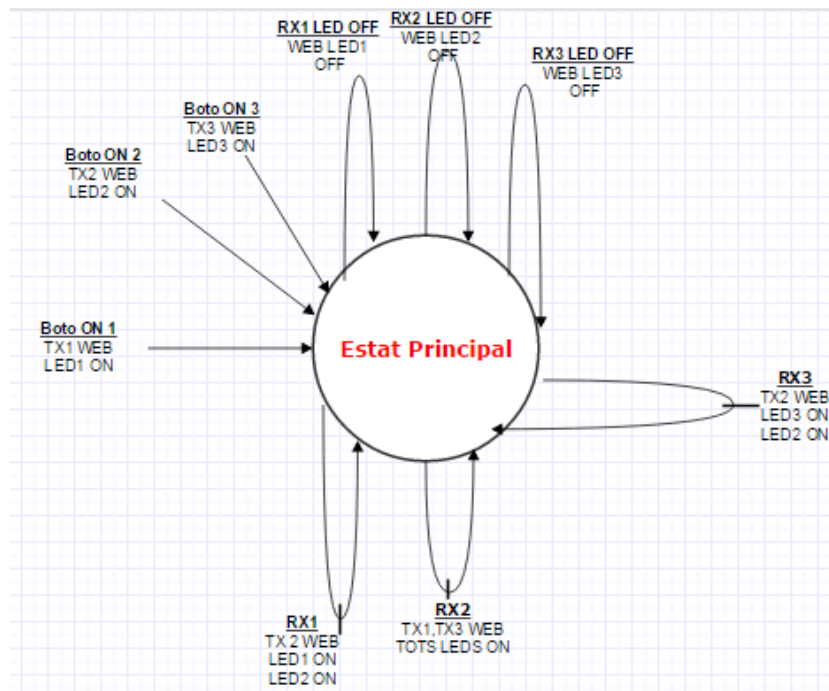 RX1 LED OFF
WEB LED1
OFF
RX2 LED OFF
WEB LED2
OFF
RX3 LED OFF
WEB LED3
OFF
Boto ON 3
TX3 WEB
LED3 ON
Boto ON 2
TX2 WEB
LED2 ON
Boto ON 1
TX1 WEB
LED1 ON
Estat Principal
RX3
TX2 WEB
LED3 ON
LED2 ON
RX1
TX 2 WEB
LED1 ON
LED2 ON
RX2
TX1,TX3 WEB
TOTS LEDS ON